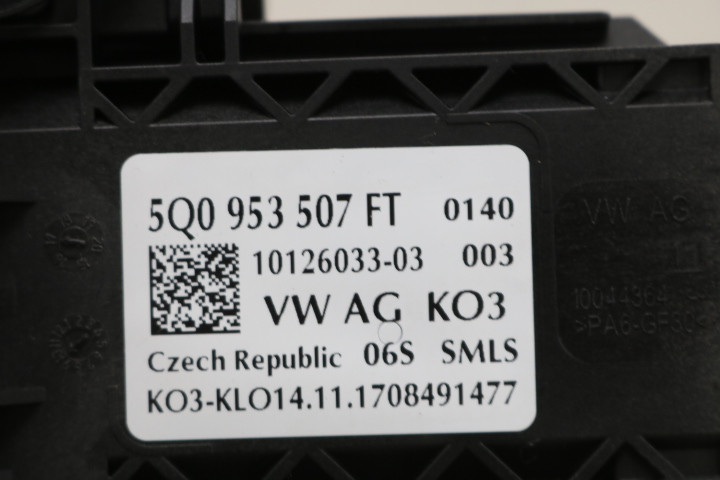 5Q0 953 507 FT 0140
10126033-03 003
VW AG KO3
Czech Republic 06S SMLS
KO3-KLO14.11.1708491477
VW AG